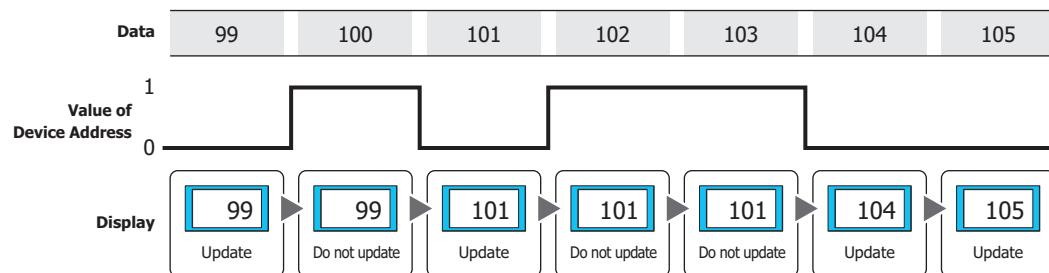 Data 99 100 101 102 103 104 105
1
Value of
Device Address
0
Display 99 99 101 101 101 104 105
Update Do not update Update Do not update Do not update Update Update